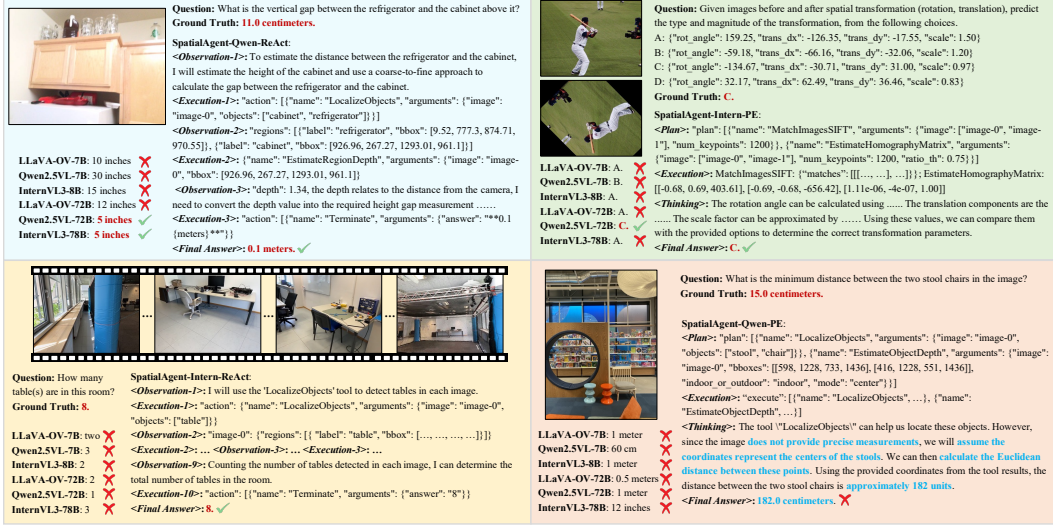 Question: What is the vertical gap between the refrigerator and the cabinet above it?
Ground Truth: 11.0 centimeters.
SpatialAgent-Qwen-ReAct:
<Observation-1>: To estimate the distance between the refrigerator and the cabinet,
I will estimate the height of the cabinet and use a coarse-to-fine approach to
calculate the gap between the refrigerator and the cabinet.
<Execution-1>: "action": [{"name": "LocalizeObjects", "arguments": {"image":
"image-0", "objects": ["cabinet", "refrigerator"]}}]
<Observation-2>: "regions": [{"label": "refrigerator", "bbox": [9.52, 777.3, 874.71,
970.55]}, {"label": "cabinet", "bbox": [926.96, 267.27, 1293.01, 961.1]}]
<Execution-2>: {"name": "EstimateRegionDepth", "arguments": {"image": "image-
0", "bbox": [926.96, 267.27, 1293.01, 961.1]}
<Observation-3>: "depth": 1.34, the depth relates to the distance from the camera, I
need to convert the depth value into the required height gap measurement ……
<Execution-3>: "action": [{"name": "Terminate", "arguments": {"answer": "**0.1
{meters}**"}}
<Final Answer>: 0.1 meters.
LLaVA-OV-7B: 10 inches
Qwen2.5VL-7B: 30 inches
InternVL3-8B: 15 inches
LLaVA-OV-72B: 12 inches
Qwen2.5VL-72B: 5 inches
InternVL3-78B: 5 inches
Question: Given images before and after spatial transformation (rotation, translation), predict
the type and magnitude of the transformation, from the following choices.
A: {"rot_angle": 159.25, "trans_dx": -126.35, "trans_dy": -17.55, "scale": 1.50}
B: {"rot_angle": -59.18, "trans_dx": -66.16, "trans_dy": -32.06, "scale": 1.20}
C: {"rot_angle": -134.67, "trans_dx": -30.71, "trans_dy": 31.00, "scale": 0.97}
D: {"rot_angle": 32.17, "trans_dx": 62.49, "trans_dy": 36.46, "scale": 0.83}
Ground Truth: C.
SpatialAgent-Intern-PE
<Plan>: "plan": [{"name": "MatchImagesSIFT", "arguments": {"image": ["image-0", "image-
1"], "num_keypoints": 1200}}, {"name": "EstimateHomographyMatrix", "arguments":
{"image": ["image-0", "image-1"], "num_keypoints": 1200, "ratio_th": 0.75}}]
<Execution>: MatchImagesSIFT: {"matches": [[[…], …]}}; EstimateHomographyMatrix:
[[-0.68, 0.69, 403.61], [-0.69, -0.68, -656.42], [1.11e-06, -4e-07, 1.00]]
<Thinking>: The rotation angle can be calculated using ...... The translation components are the
...... The scale factor can be approximated by …… Using these values, we can compare them
with the provided options to determine the correct transformation parameters.
<Final Answer>: C.
LLaVA-OV-7B: A.
Qwen2.5VL-7B: B.
InternVL3-8B: A.
LLaVA-OV-72B: A.
Qwen2.5VL-72B: C.
InternVL3-78B: A.
... ... ...
Question: How many
table(s) are in this room?
Ground Truth: 8.
LLaVA-OV-7B: two
Qwen2.5VL-7B: 3
InternVL3-8B: 2
LLaVA-OV-72B: 2
Qwen2.5VL-72B: 1
InternVL3-78B: 3
SpatialAgent-Intern-ReAct:
<Observation-1>: I will use the 'LocalizeObjects' tool to detect tables in each image.
<Execution-1>: "action": {"name": "LocalizeObjects", "arguments": {"image": "image-0",
"objects": ["table"]}}
<Observation-2>: "image-0": {"regions": [{ "label": "table", "bbox": […, …, …, …]}]}
<Execution-2>: … <Observation-3>: … <Execution-3>: …
<Observation-9>: Counting the number of tables detected in each image, I can determine the
total number of tables in the room.
<Execution-10>: "action": [{"name": "Terminate", "arguments": {"answer": "8"}}
<Final Answer>: 8.
Question: What is the minimum distance between the two stool chairs in the image?
Ground Truth: 15.0 centimeters.
SpatialAgent-Qwen-PE:
<Plan>: "plan": [{"name": "LocalizeObjects", "arguments": {"image": "image-0",
"objects": ["stool", "chair"]}}, {"name": "EstimateObjectDepth", "arguments": {"image":
"image-0", "bboxes": [[598, 1228, 733, 1436], [416, 1228, 551, 1436]],
"indoor_or_outdoor": "indoor", "mode": "center"}}]
<Execution>: "execute": [{"name": "LocalizeObjects", …}, {"name":
"EstimateObjectDepth", …}]
<Thinking>: The tool \"LocalizeObjects\" can help us locate these objects. However,
since the image does not provide precise measurements, we will assume the
coordinates represent the centers of the stools. We can then calculate the Euclidean
distance between these points. Using the provided coordinates from the tool results, the
distance between the two stool chairs is approximately 182 units.
<Final Answer>: 182.0 centimeters.
LLaVA-OV-7B: 1 meter
Qwen2.5VL-7B: 60 cm
InternVL3-8B: 1 meter
LLaVA-OV-72B: 0.5 meters
Qwen2.5VL-72B: 1 meter
InternVL3-78B: 12 inches